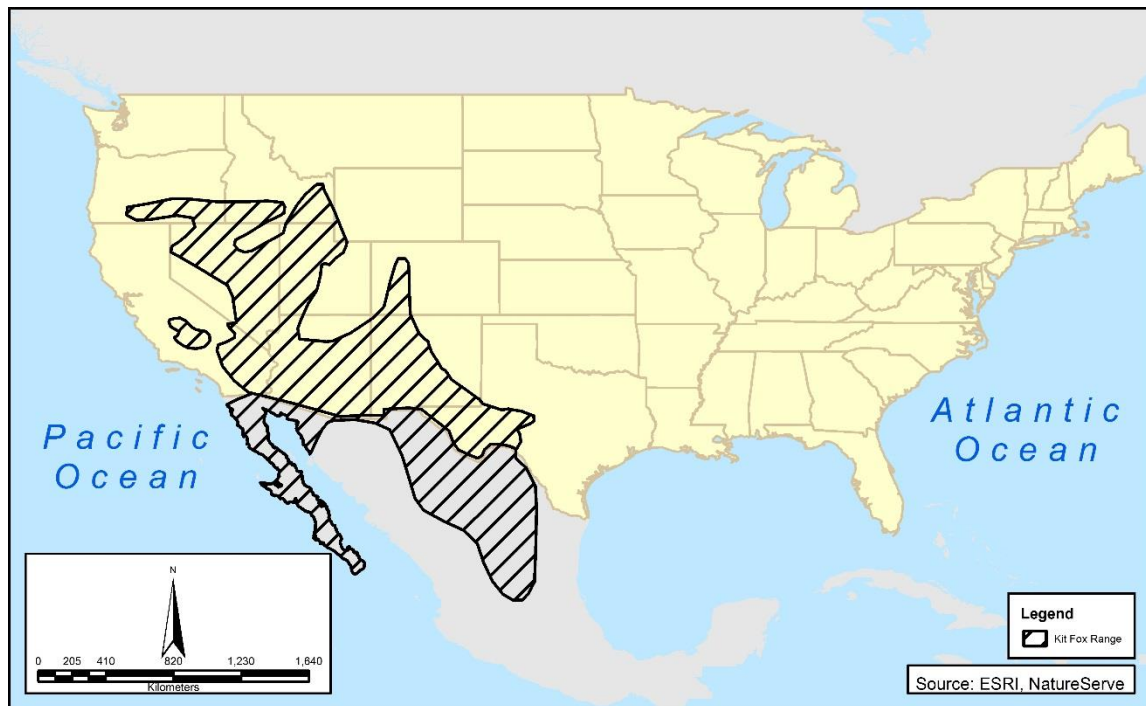 Pacific
Ocean
Atlantic
Ocean
N
0 205 410 820 1,230 1,640
Kilometers
Legend
Kit Fox Range
Source: ESRI, NatureServe